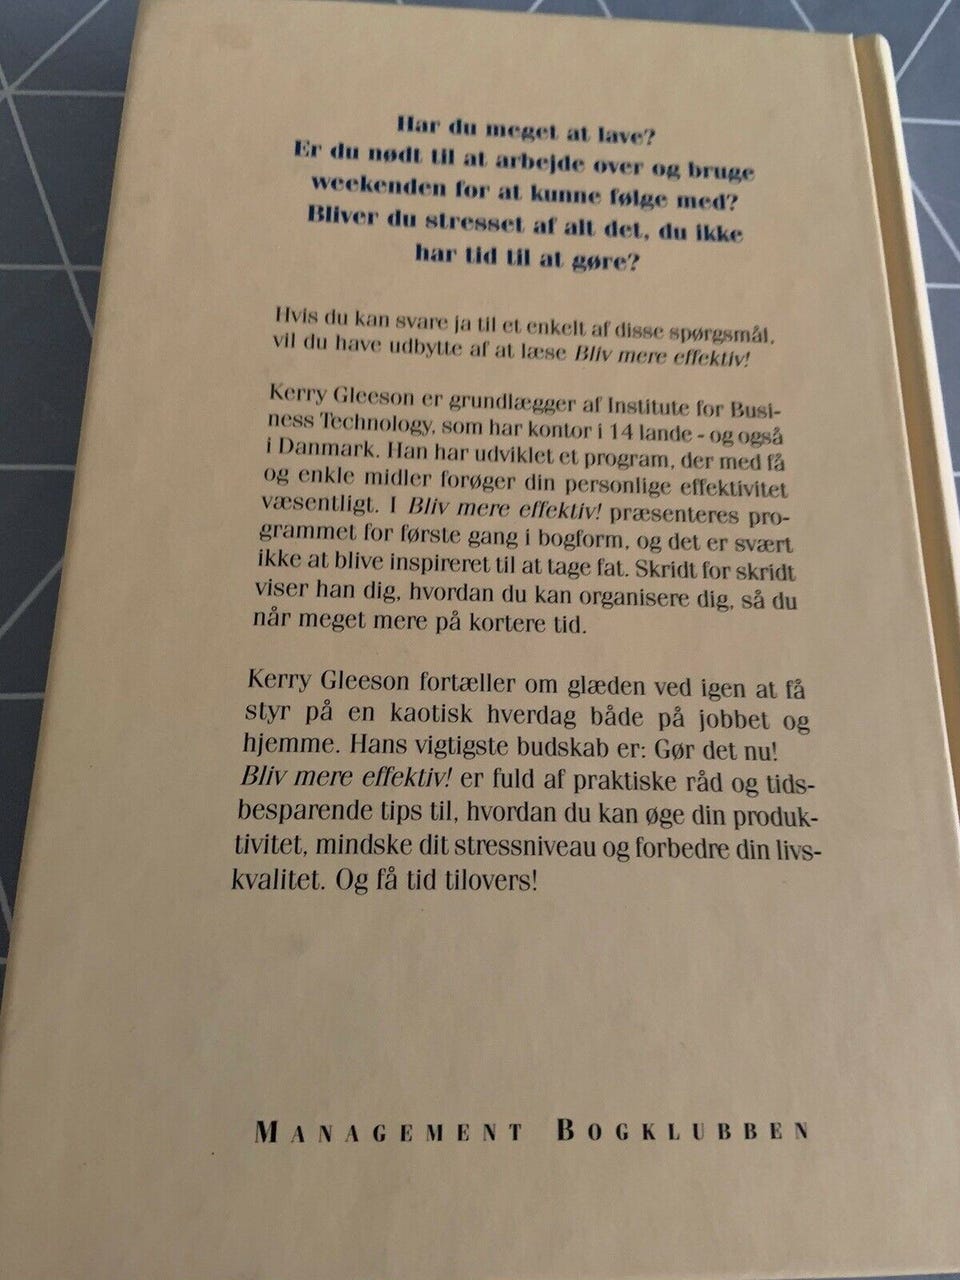 Har du meget at lave?
Er du nødt til at arbejde over og bruge
weekenden for at kunne følge med?
Bliver du stresset af alt det, du ikke
har tid til at gøre?
Hvis du kan svare ja til et enkelt af disse spørgsmål,
vil du have udbytte af at læse Bliv mere effektiv!
Kerry Gleeson er grundlægger af Institute for Busi-
ness Technology, som har kontor i 14 lande - og også
i Danmark. Han har udviklet et program, der med få
og enkle midler forøger din personlige effektivitet
væsentligt. I Bliv mere effektiv! præsenteres pro-
grammet for første gang i bogform, og det er svært
ikke at blive inspireret til at tage fat. Skridt for skridt
viser han dig, hvordan du kan organisere dig, så du
når meget mere på kortere tid.
Kerry Gleeson fortæller om glæden ved igen at få
styr på en kaotisk hverdag både på jobbet og
hjemme. Hans vigtigste budskab er: Gør det nu!
Bliv mere effektiv! er fuld af praktiske råd og tids-
besparende tips til, hvordan du kan øge din produk-
tivitet, mindske dit stressniveau og forbedre din livs-
kvalitet. Og få tid tilovers!
MANAGEMENT BOGKLUBBEN